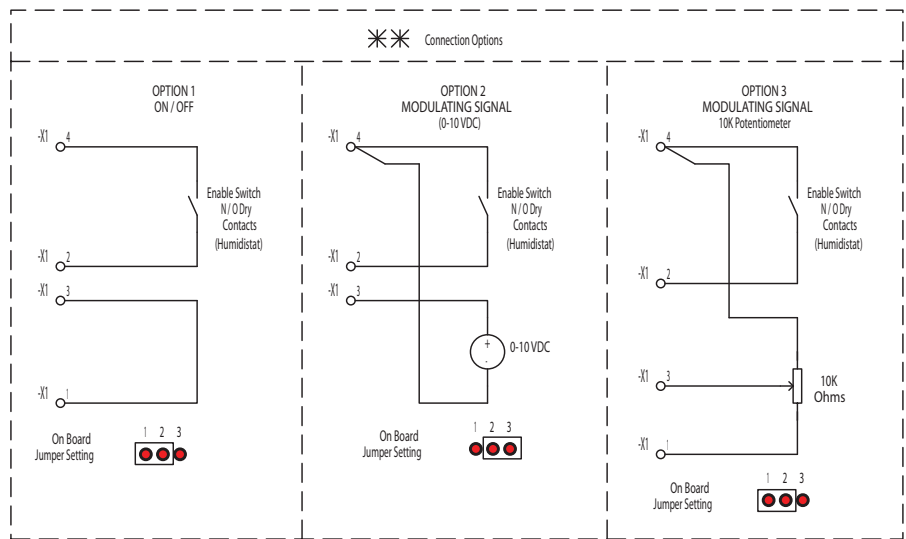 ** Connection Options
OPTION 1
ON / OFF
-X1 4
Enable Switch
N / O Dry
Contacts
(Humidistat)
-X1 2
-X1 3
-X1 1
On Board
Jumper Setting
1 2 3
OPTION 2
MODULATING SIGNAL
(0-10 VDC)
-X1 4
Enable Switch
N / O Dry
Contacts
(Humidistat)
-X1 2
-X1 3
+
0-10 VDC
-
On Board
Jumper Setting
1 2 3
OPTION 3
MODULATING SIGNAL
10K Potentiometer
-X1 4
Enable Switch
N / O Dry
Contacts
(Humidistat)
-X1 2
-X1 3
10K
Ohms
-X1 1
On Board
Jumper Setting
1 2 3